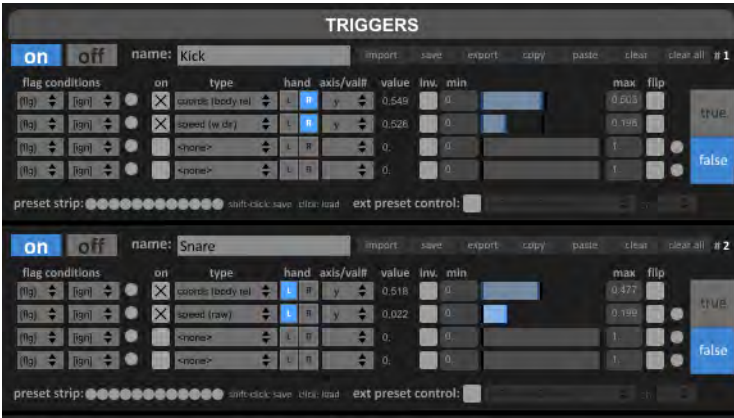 TRIGGERS
on off name: Kick import save export copy paste clear clear all #1
flag conditions on type hand axis/val# value inv. min max flip
(flg) [ign] coords (body rel L R y 0.549 0. 0.503
(flg) [ign] speed (w dir) L R y 0.526 0. 0.198
(flg) [ign] <none> L R 0. 0. 1.
(flg) [ign] <none> L R 0. 0. 1.
true
false
preset strip: shift-click: save click: load ext preset control:
on off name: Snare import save export copy paste clear clear all #2
flag conditions on type hand axis/val# value inv. min max flip
(flg) [ign] coords (body rel L R y 0.518 0. 0.477
(flg) [ign] speed (raw) L R y 0.022 0. 0.199
(flg) [ign] <none> L R 0. 0. 1.
(flg) [ign] <none> L R 0. 0. 1.
true
false
preset strip: shift-click: save click: load ext preset control: